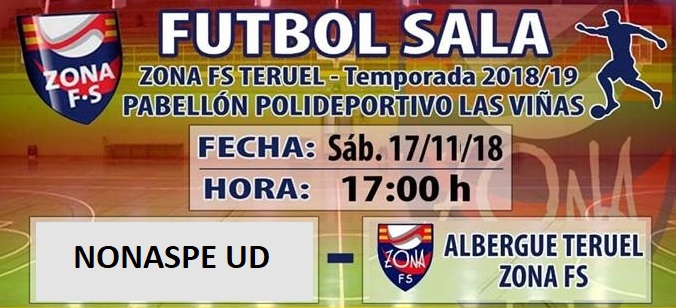 ZONA
F·S
FUTBOL SALA
ZONA FS TERUEL - Temporada 2018/19
PABELLÓN POLIDEPORTIVO LAS VIÑAS
FECHA: Sáb. 17/11/18
HORA: 17:00 h
ZONA
NONASPE UD - ZONA FS ALBERGUE TERUEL
ZONA FS